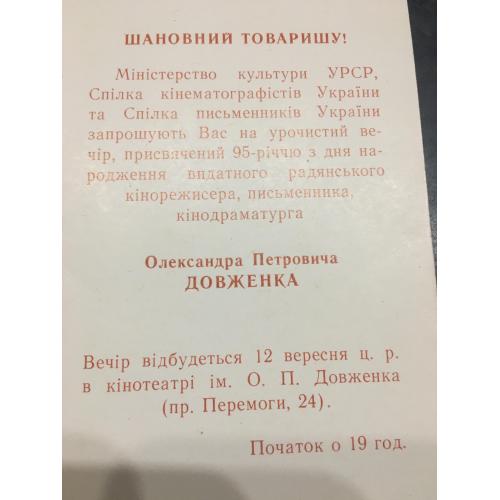 ШАНОВНИЙ ТОВАРИШУ!
Міністерство культури УРСР,
Спілка кінематографістів України
та Спілка письменників України
запрошують Вас на урочистий ве-
чір, присвячений 95-річчю з дня на-
родження видатного радянського
кінорежисера, письменника,
кінодраматурга
Олександра Петровича
ДОВЖЕНКА
Вечір відбудеться 12 вересня ц. р.
в кінотеатрі ім. О. П. Довженка
(пр. Перемоги, 24).
Початок о 19 год.